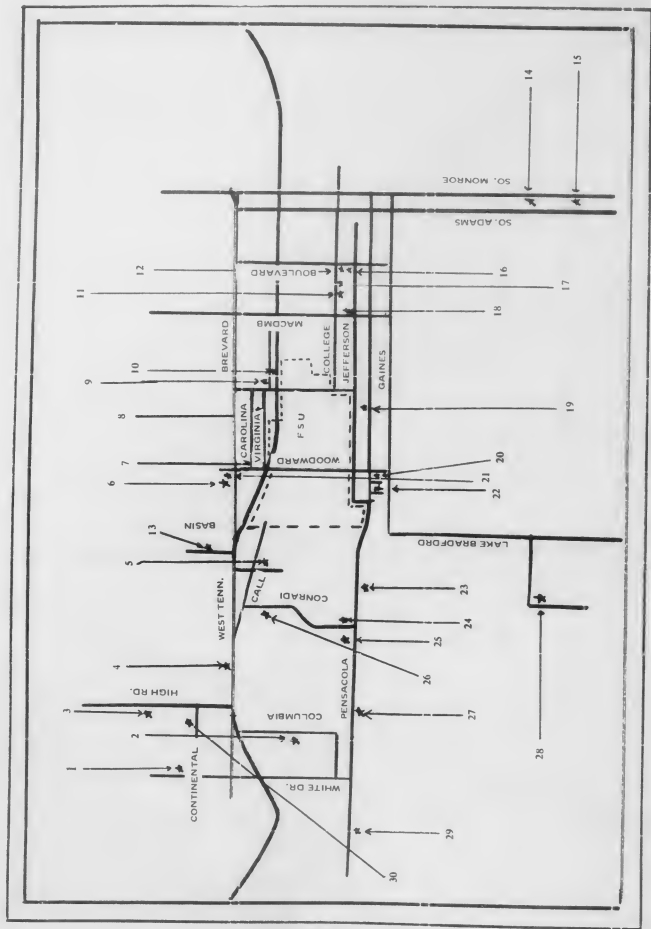 14
15
SO. MONROE
SO. ADAMS
12
11
BOULEVARD
16
17
18
10
9
BREVARD
MACOMB
COLLEGE
JEFFERSON
GAINES
8
7
6
CAROLINA
VIRGINIA
FSU
WOODWARD
19
20
21
22
13
BASIN
5
WEST TENN.
CALL
CONRADI
LAKE BRADFORD
23
24
25
26
4
3
HIGH RD.
2
COLUMBIA
PENSACOLA
27
28
1
CONTINENTAL
WHITE DR.
29
30